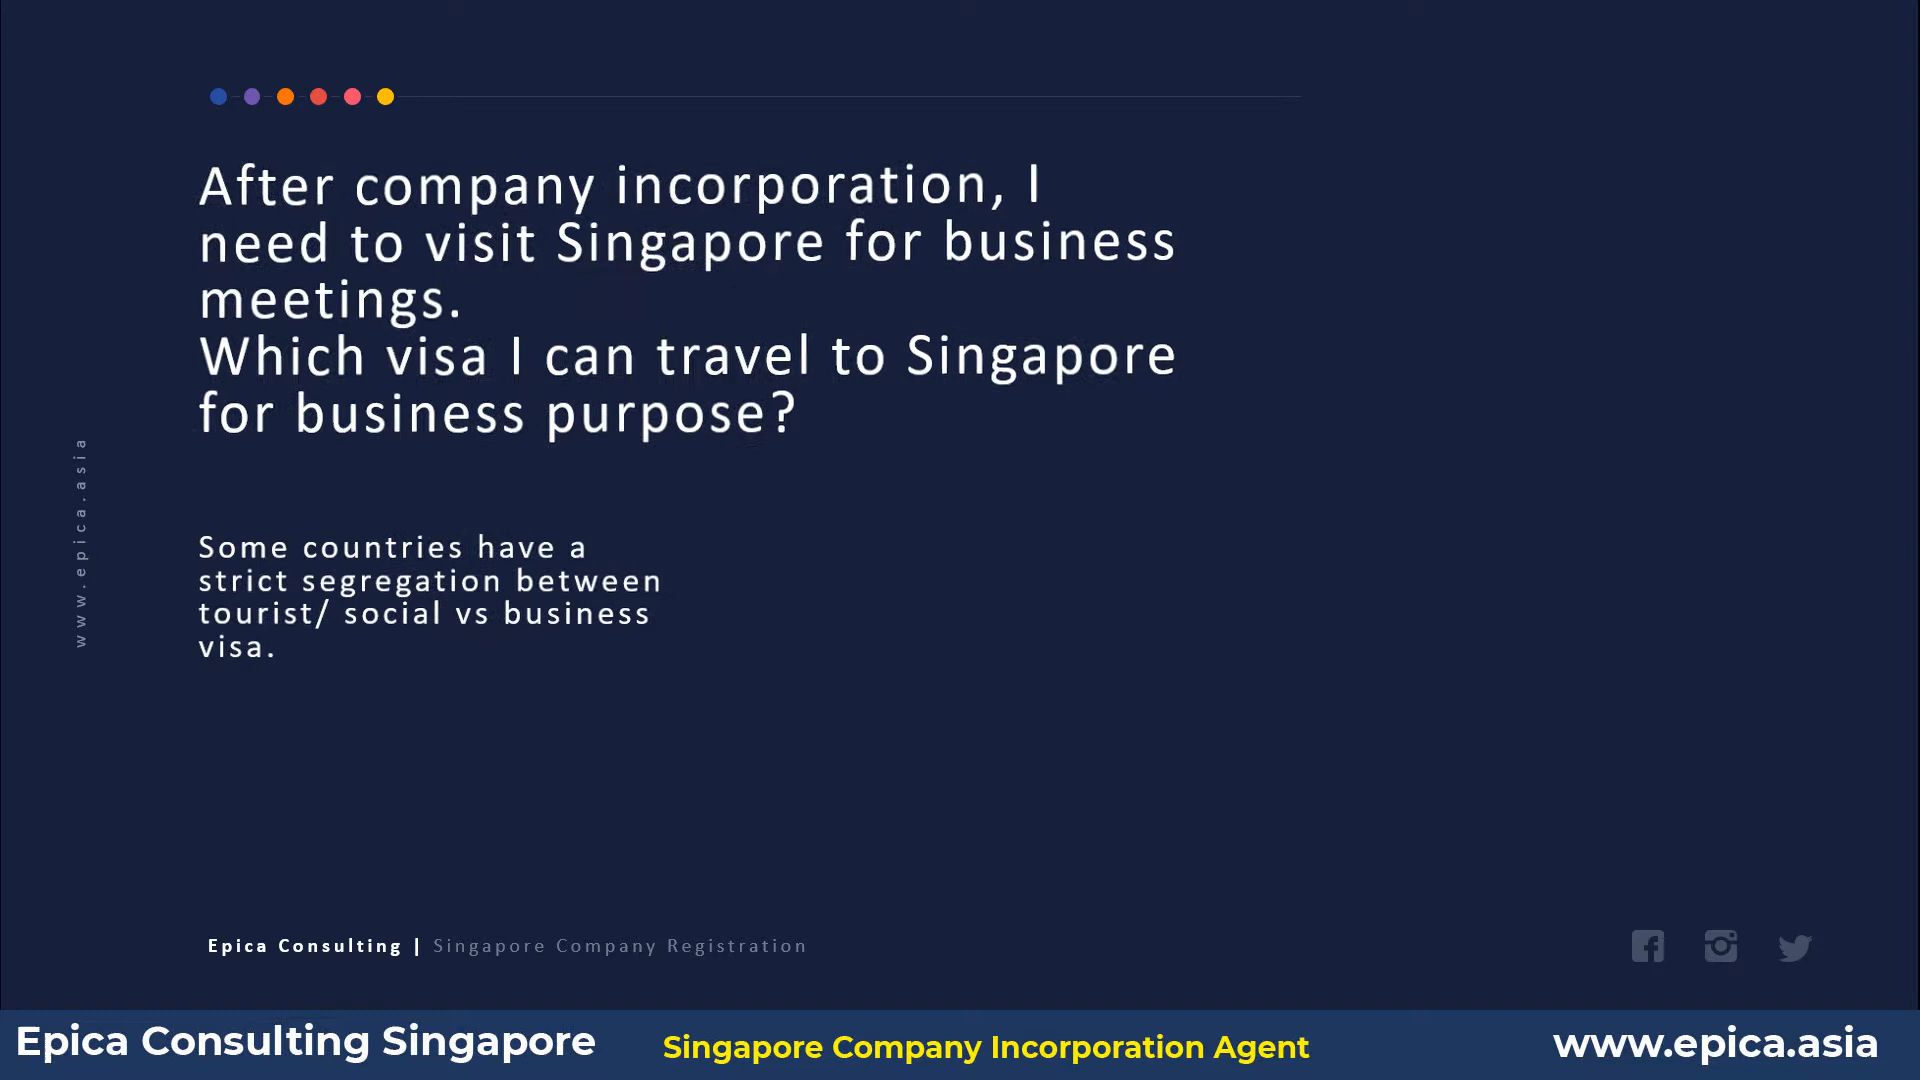 After company incorporation, I
need to visit Singapore for business
meetings.
Which visa I can travel to Singapore
for business purpose?
www.epica.asia
Some countries have a
strict segregation between
tourist/ social vs business
visa.
Epica Consulting | Singapore Company Registration
Epica Consulting Singapore
Singapore Company Incorporation Agent
www.epica.asia